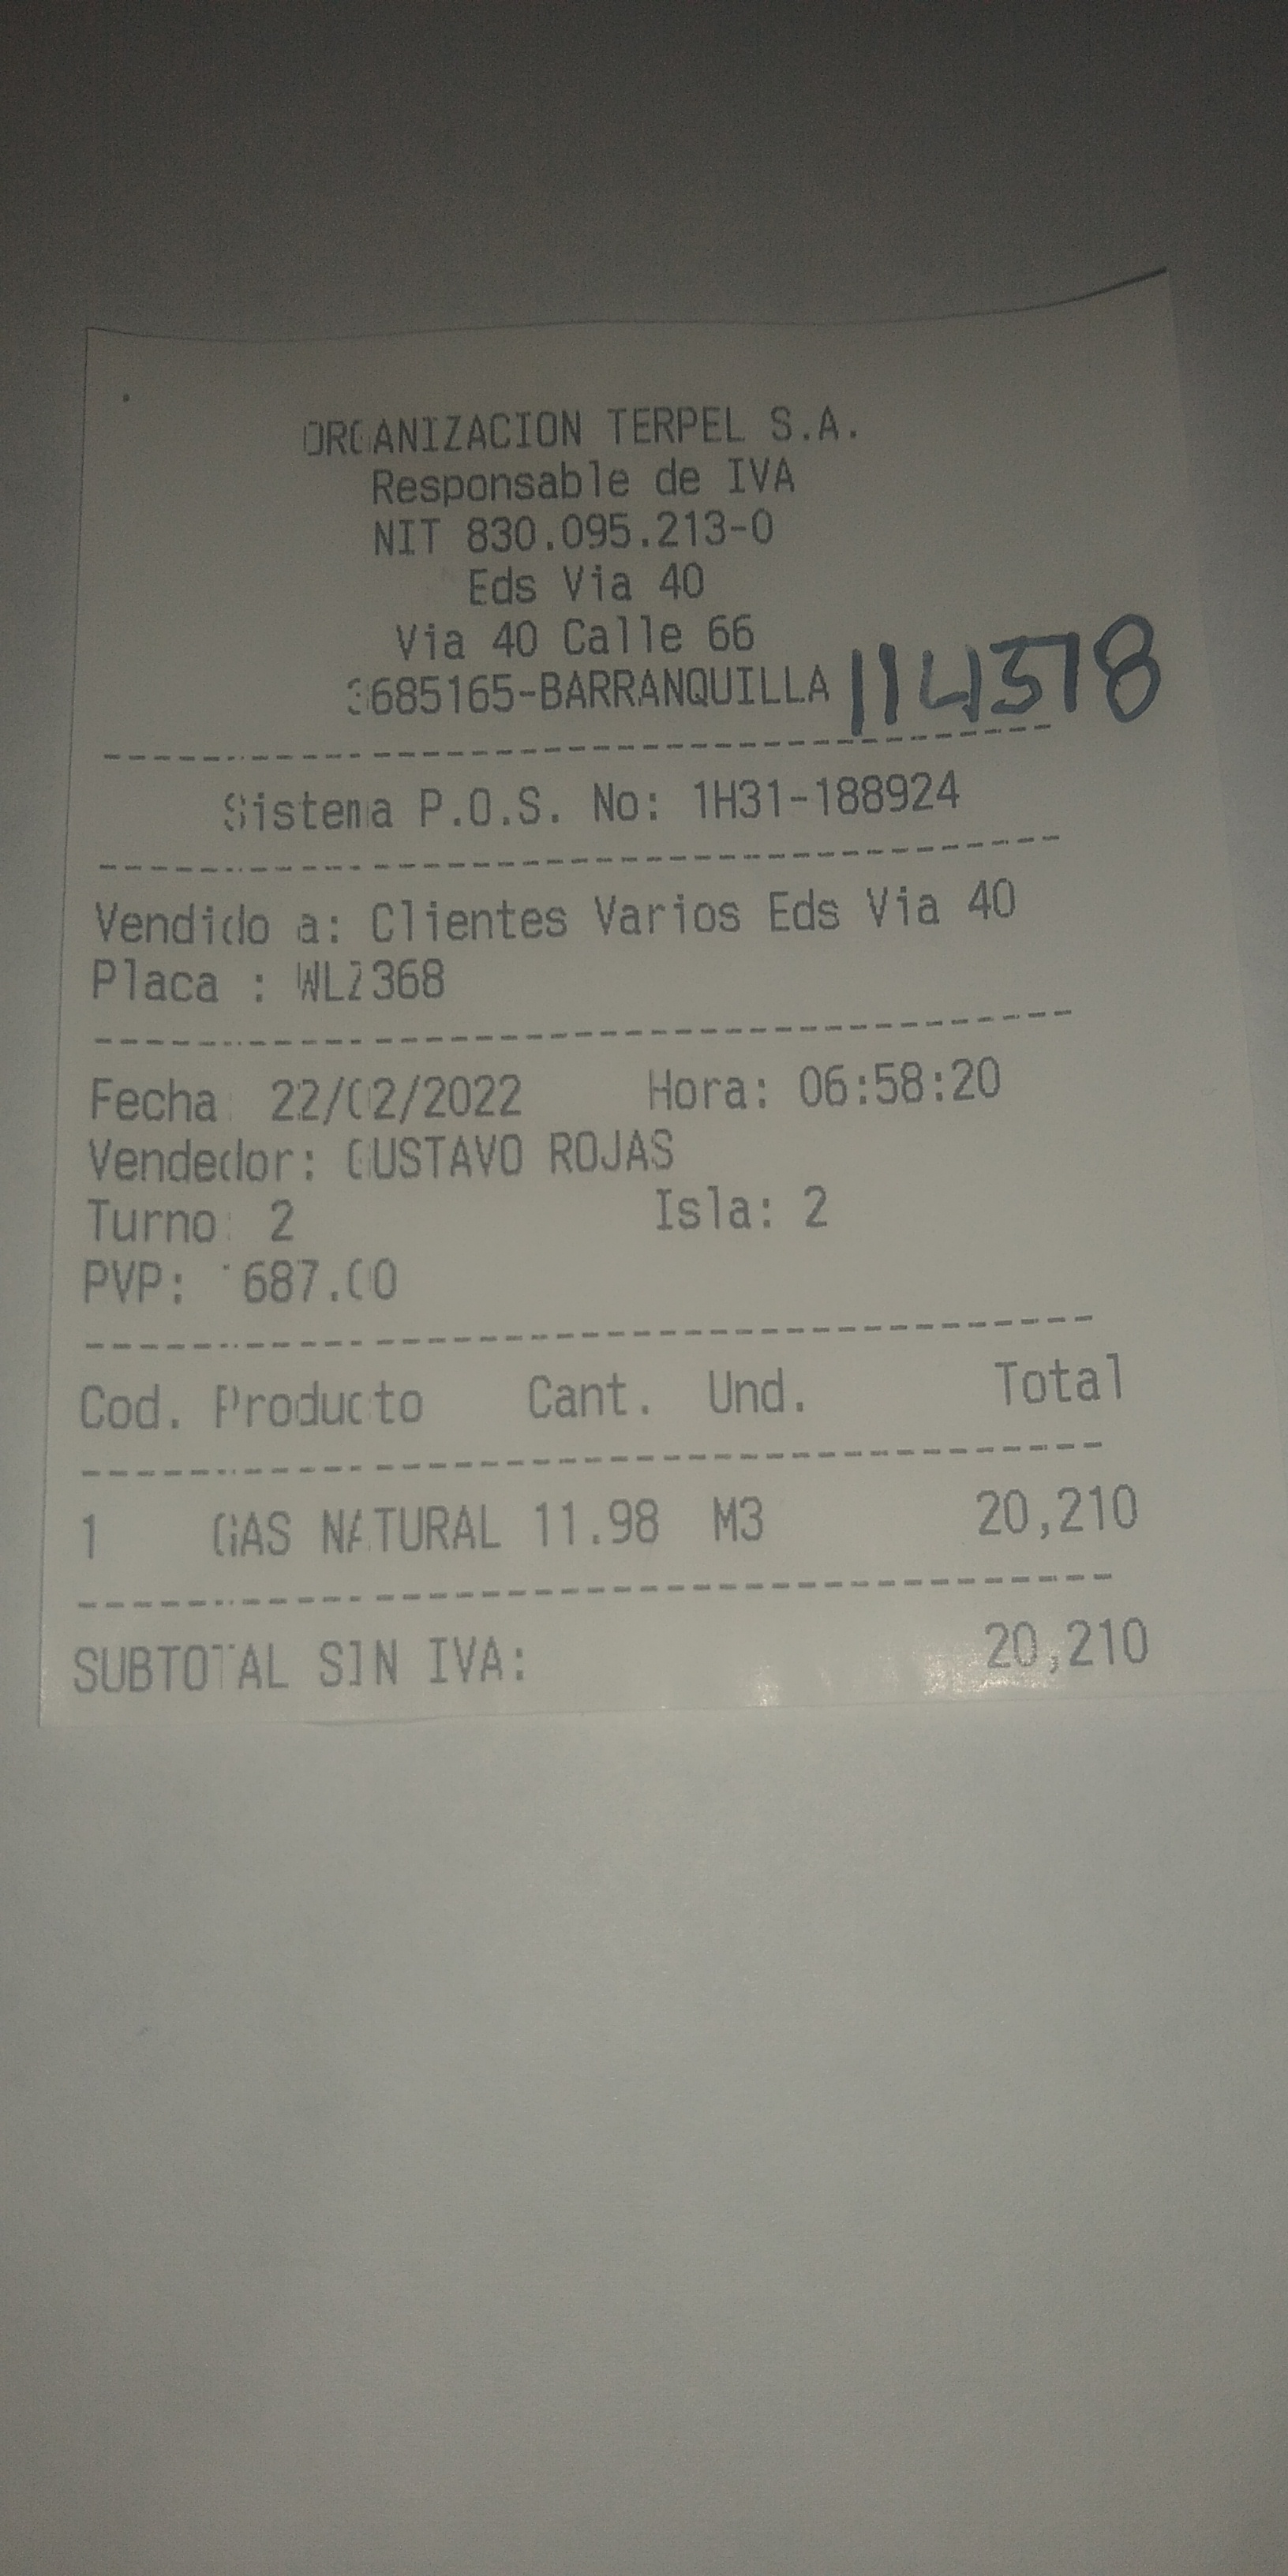 ORGANIZACION TERPEL S.A.
Responsable de IVA
NIT 830.095.213-0
Eds Via 40
Via 40 Calle 66
3685165-BARRANQUILLA 114578
Sistema P.O.S. No: 1H31-188924
Vendido a: Clientes Varios Eds Via 40
Placa : WLZ368
Fecha: 22/02/2022 Hora: 06:58:20
Vendedor: GUSTAVO ROJAS
Turno: 2 Isla: 2
PVP: 1687.00
Cod. Producto Cant. Und. Total
1 GAS NATURAL 11.98 M3 20,210
SUBTOTAL SIN IVA: 20,210